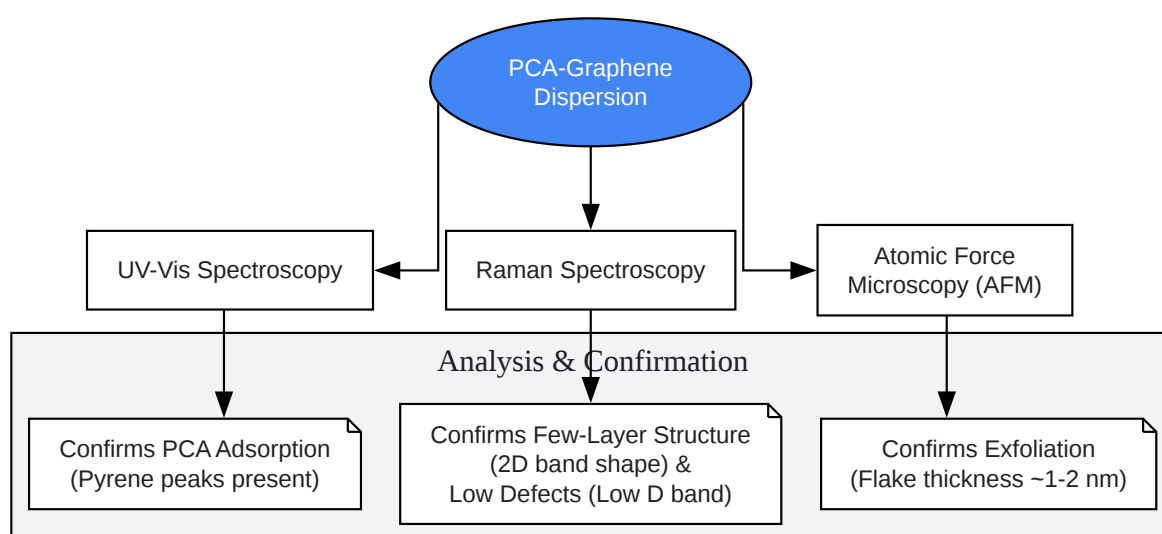 PCA-Graphene
Dispersion
UV-Vis Spectroscopy
Raman Spectroscopy
Atomic Force
Microscopy (AFM)
Analysis & Confirmation
Confirms PCA Adsorption
(Pyrene peaks present)
Confirms Few-Layer Structure
(2D band shape) &
Low Defects (Low D band)
Confirms Exfoliation
(Flake thickness ~1-2 nm)